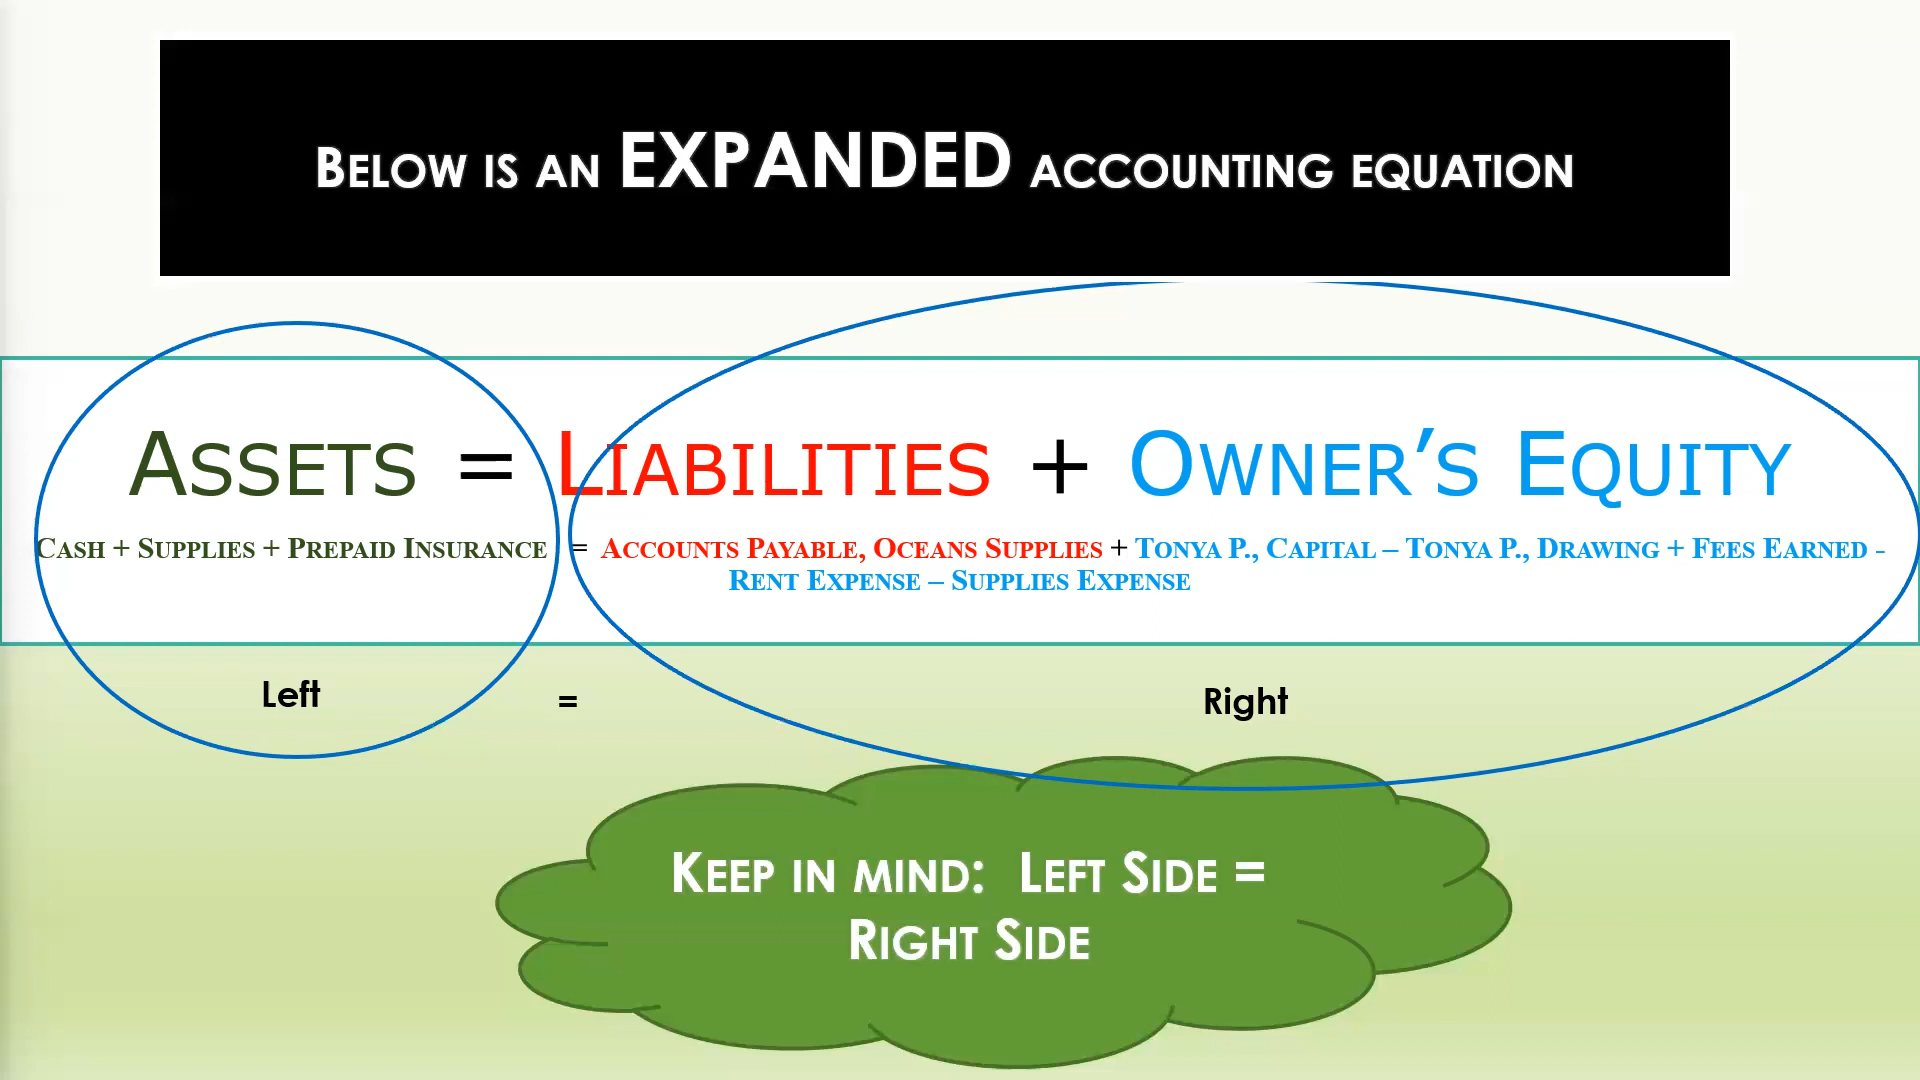 Below is an EXPANDED accounting equation
Assets = Liabilities + Owner's Equity
Cash + Supplies + Prepaid Insurance = Accounts Payable, Oceans Supplies + Tonya P., Capital – Tonya P., Drawing + Fees Earned -
Rent Expense – Supplies Expense
Left = Right
Keep in mind: Left Side =
Right Side